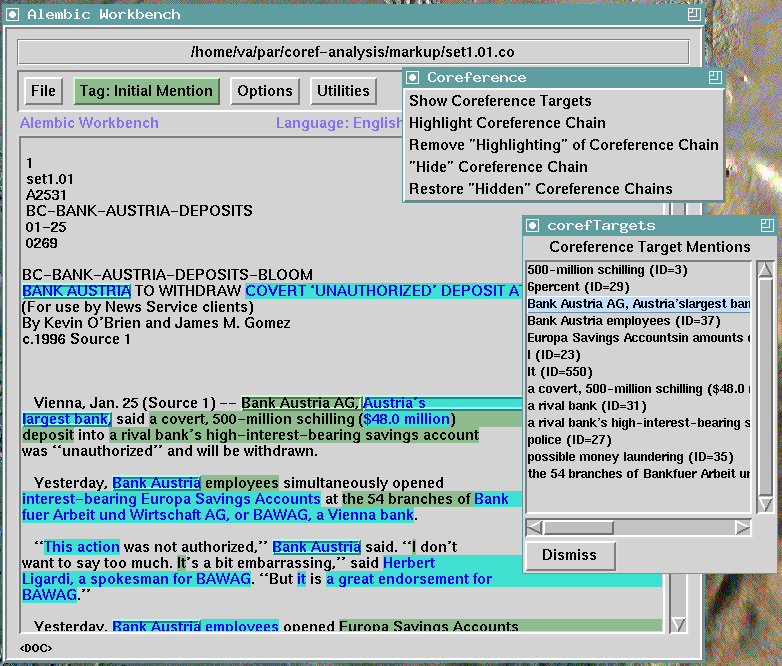 Alembic Workbench
/home/va/par/coref-analysis/markup/set1.01.co
File
Tag: Initial Mention
Options
Utilities
Alembic Workbench
Language: English
1
set1.01
A2531
BC-BANK-AUSTRIA-DEPOSITS
01-25
0269
BC-BANK-AUSTRIA-DEPOSITS-BLOOM
BANK AUSTRIA TO WITHDRAW COVERT ‘UNAUTHORIZED’ DEPOSIT AT
(For use by News Service clients)
By Kevin O’Brien and James M. Gomez
c.1996 Source 1
Vienna, Jan. 25 (Source 1) -- Bank Austria AG, Austria’s
largest bank, said a covert, 500-million schilling ($48.0 million)
deposit into a rival bank’s high-interest-bearing savings account
was “unauthorized” and will be withdrawn.
Yesterday, Bank Austria employees simultaneously opened
interest-bearing Europa Savings Accounts at the 54 branches of Bank
fuer Arbeit und Wirtschaft AG, or BAWAG, a Vienna bank.
“This action was not authorized,” Bank Austria said. “I don’t
want to say too much. It’s a bit embarrassing,” said Herbert
Ligardi, a spokesman for BAWAG. “But it is a great endorsement for
BAWAG.”
Yesterday, Bank Austria employees opened Europa Savings Accounts
<DOC>
Coreference
Show Coreference Targets
Highlight Coreference Chain
Remove "Highlighting" of Coreference Chain
"Hide" Coreference Chain
Restore "Hidden" Coreference Chains
corefTargets
Coreference Target Mentions
500-million schilling (ID=3)
6percent (ID=29)
Bank Austria AG, Austria'slargest ban
Bank Austria employees (ID=37)
Europa Savings Accountsin amounts
I (ID=23)
It (ID=550)
a covert, 500-million schilling ($48.0
a rival bank (ID=31)
a rival bank's high-interest-bearing s
police (ID=27)
possible money laundering (ID=35)
the 54 branches of Bankfuer Arbeit un
Dismiss